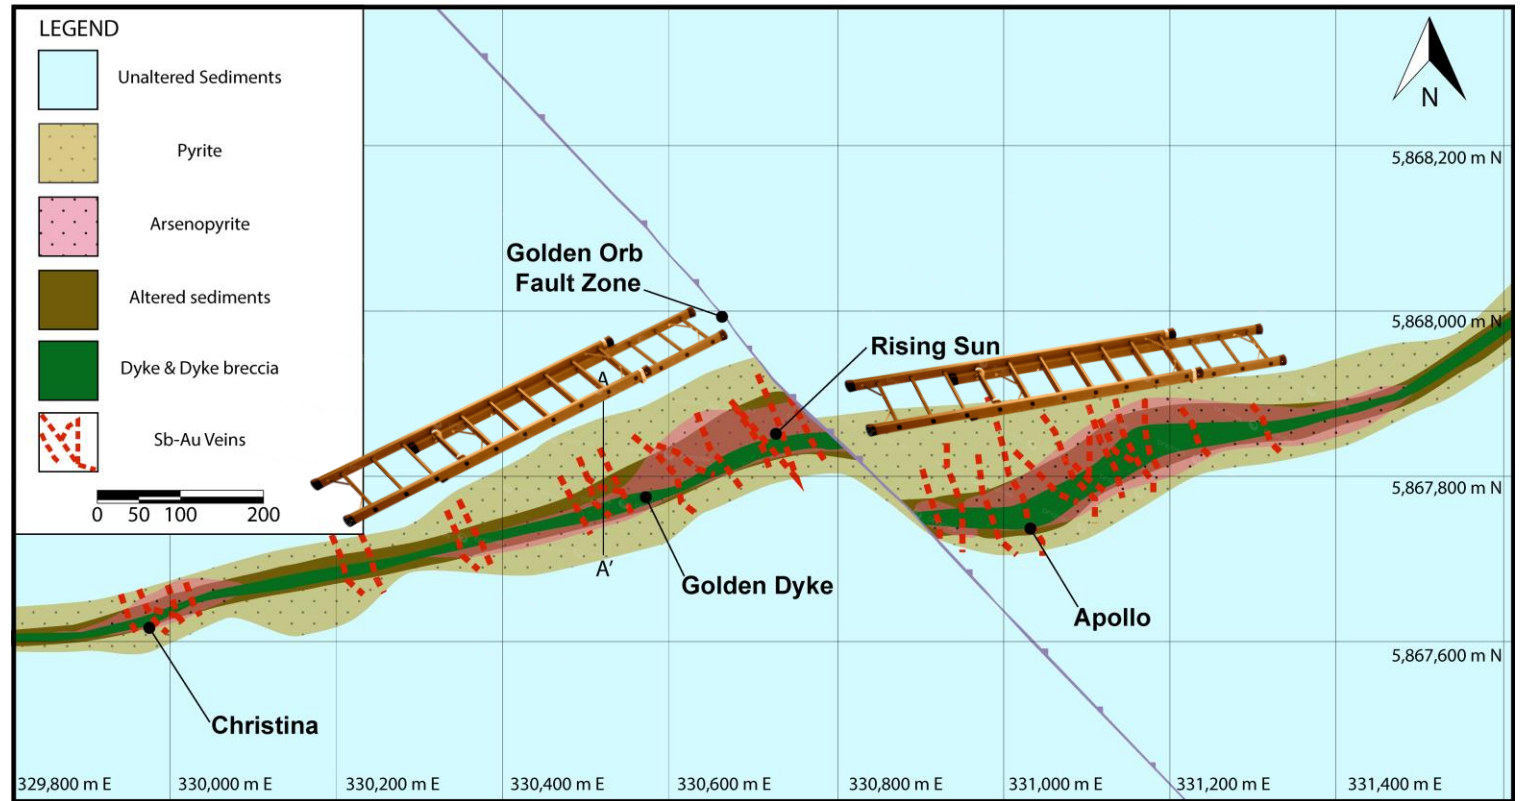 LEGEND
Unaltered Sediments
Pyrite
Arsenopyrite
Altered sediments
Dyke & Dyke breccia
Sb-Au Veins
0 50 100 200
N
5,868,200 m N
Golden Orb
Fault Zone
5,868,000 m N
Rising Sun
A
5,867,800 m N
A'
Golden Dyke
Apollo
5,867,600 m N
Christina
329,800 m E
330,000 m E
330,200 m E
330,400 m E
330,600 m E
330,800 m E
331,000 m E
331,200 m E
331,400 m E